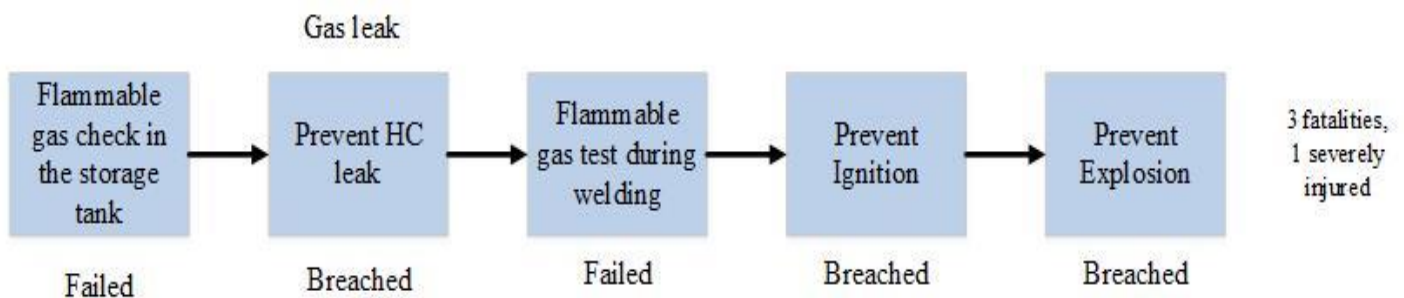 Gas leak
Flammable
gas check in
the storage
tank
Prevent HC
leak
Flammable
gas test during
welding
Prevent
Ignition
Prevent
Explosion
3 fatalities,
1 severely
injured
Failed
Breached
Failed
Breached
Breached